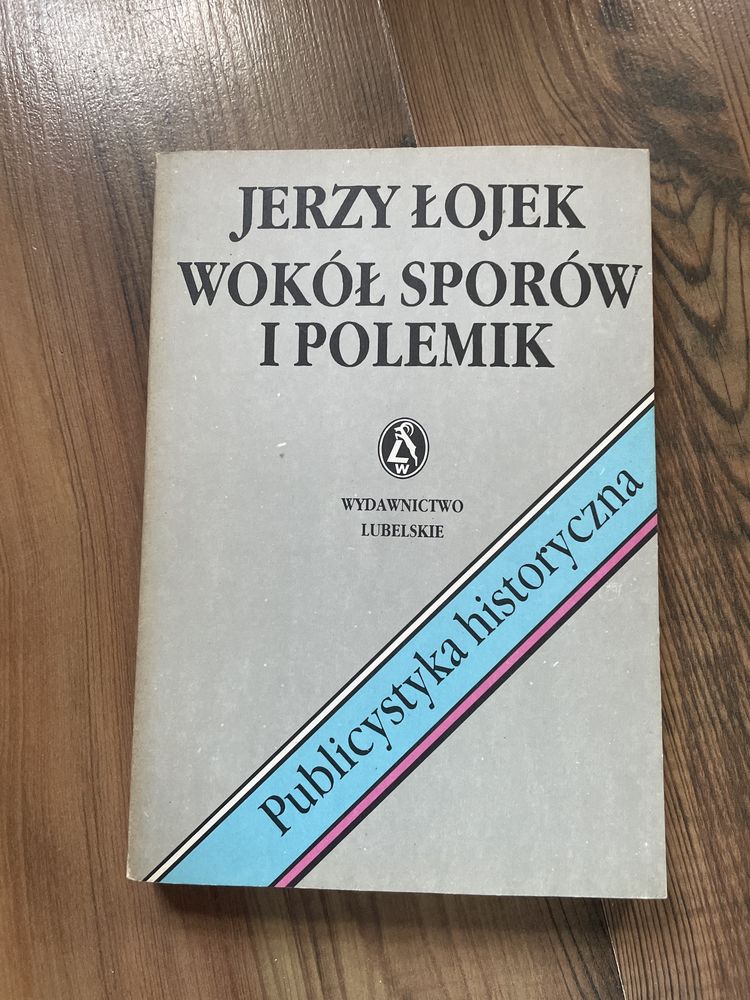 JERZY ŁOJEK
WOKÓŁ SPORÓW
I POLEMIK
W
WYDAWNICTWO
LUBELSKIE
Publicystyka historyczna